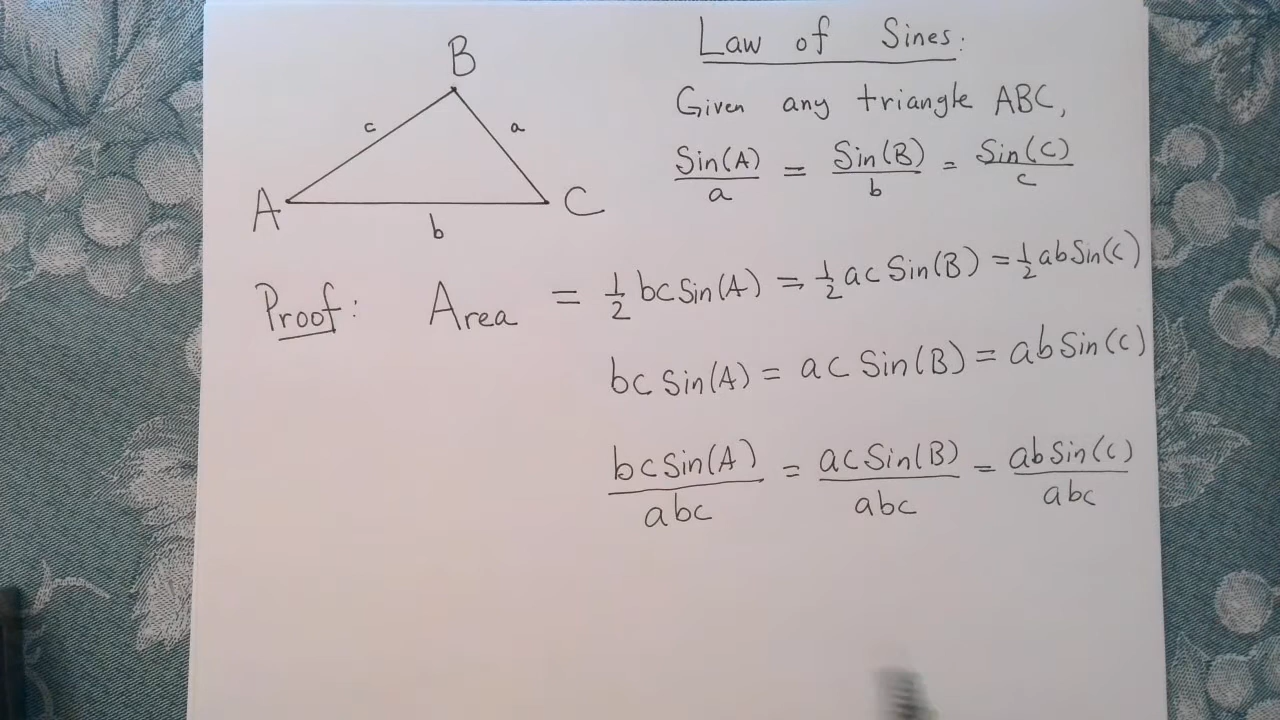 Law of Sines:
Given any triangle ABC,
Sin(A)/a = Sin(B)/b = Sin(C)/c
B
c a
A C
b
Proof: Area = 1/2 bc Sin(A) = 1/2 ac Sin(B) = 1/2 ab Sin(C)
bc Sin(A) = ac Sin(B) = ab Sin(C)
bc Sin(A)/abc = ac Sin(B)/abc = ab Sin(C)/abc